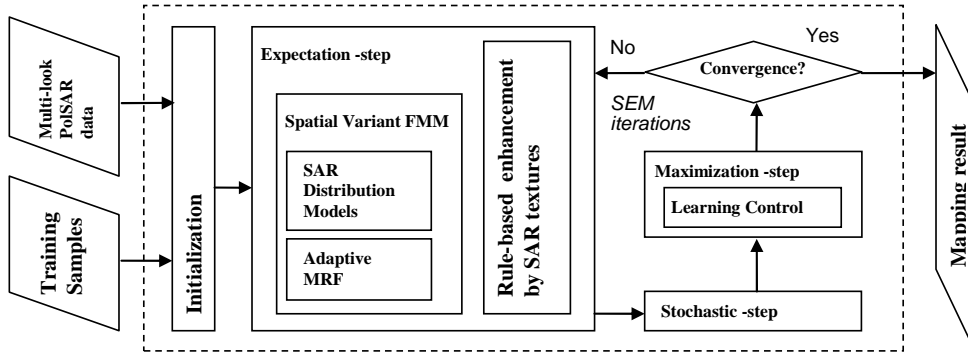 Multi-look
PolSAR
data
Training
Samples
Initialization
Expectation -step
Spatial Variant FMM
SAR
Distribution
Models
Adaptive
MRF
Rule-based enhancement
by SAR textures
No
Yes
Convergence?
SEM
iterations
Maximization -step
Learning Control
Stochastic -step
Mapping result